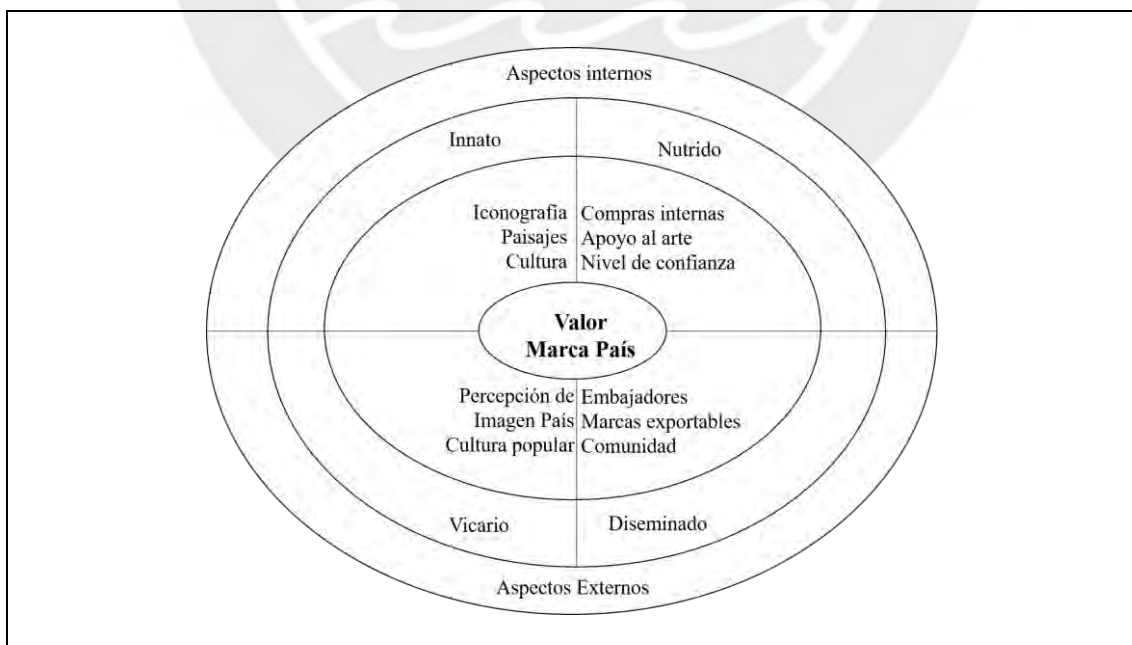 Aspectos internos
Innato
Nutrido
Iconografía
Paisajes
Cultura
Compras internas
Apoyo al arte
Nivel de confianza
Valor
Marca País
Percepción de
Imagen País
Cultura popular
Embajadores
Marcas exportables
Comunidad
Vicario
Diseminado
Aspectos Externos